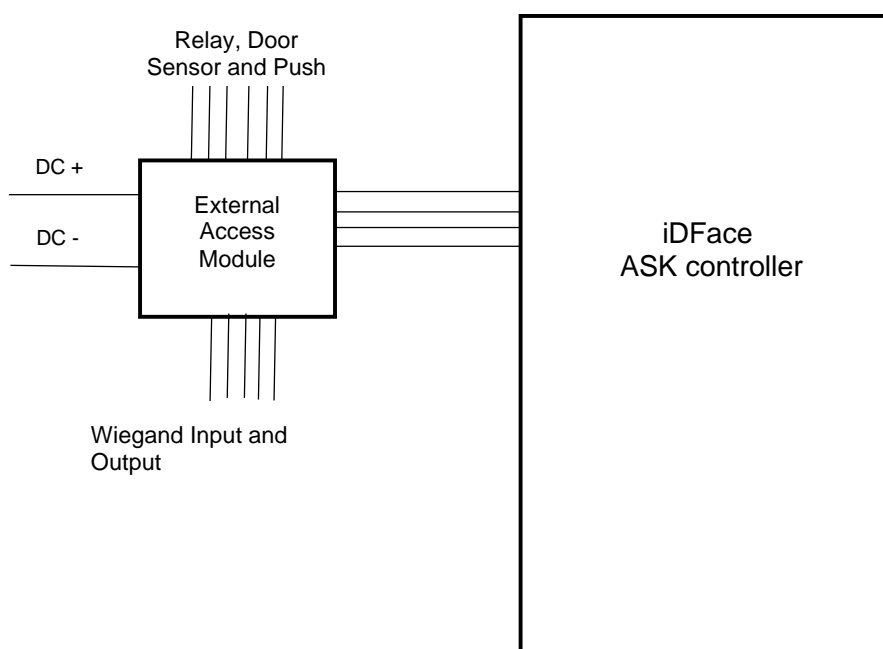 Relay, Door
Sensor and Push
DC +
DC -
External
Access
Module
iDFace
ASK controller
Wiegand Input and
Output